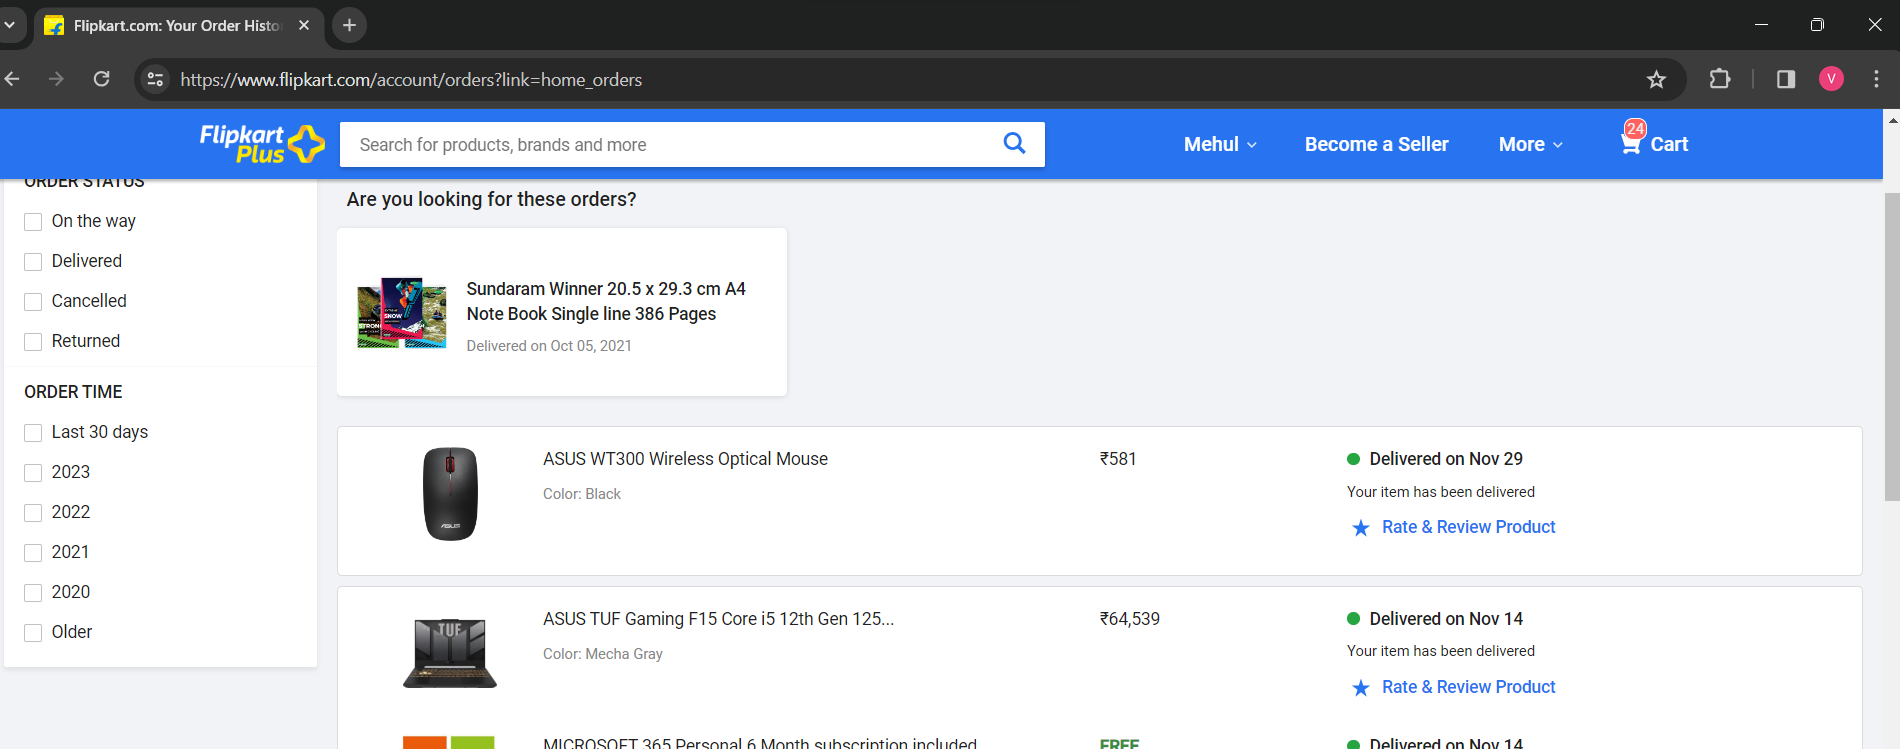 Flipkart.com: Your Order Histo
https://www.flipkart.com/account/orders?link=home_orders
V
Flipkart
Plus
Search for products, brands and more
Mehul
Become a Seller
More
24
Cart
ORDER STATUS
On the way
Delivered
Cancelled
Returned
ORDER TIME
Last 30 days
2023
2022
2021
2020
Older
Are you looking for these orders?
Sundaram Winner 20.5 x 29.3 cm A4
Note Book Single line 386 Pages
Delivered on Oct 05, 2021
SNOW
ASUS WT300 Wireless Optical Mouse
Color: Black
ASUS
₹581
Delivered on Nov 29
Your item has been delivered
Rate & Review Product
TUF
ASUS TUF Gaming F15 Core i5 12th Gen 125...
Color: Mecha Gray
₹64,539
Delivered on Nov 14
Your item has been delivered
Rate & Review Product
MICROSOFT 365 Personal 6 Month subscription included
FREE
Delivered on Nov 14